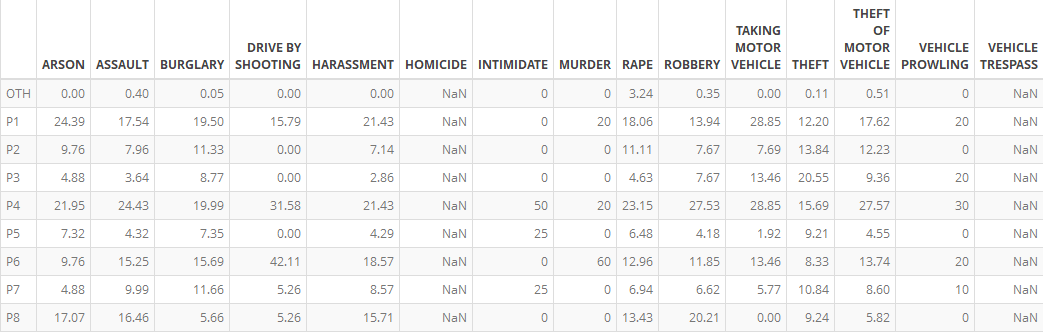 ARSON ASSAULT BURGLARY DRIVE BY SHOOTING HARASSMENT HOMICIDE INTIMIDATE MURDER RAPE ROBBERY TAKING MOTOR VEHICLE THEFT THEFT OF MOTOR VEHICLE VEHICLE PROWLING VEHICLE TRESPASS
OTH 0.00 0.40 0.05 0.00 0.00 NaN 0 0 3.24 0.35 0.00 0.11 0.51 0 NaN
P1 24.39 17.54 19.50 15.79 21.43 NaN 0 20 18.06 13.94 28.85 12.20 17.62 20 NaN
P2 9.76 7.96 11.33 0.00 7.14 NaN 0 0 11.11 7.67 7.69 13.84 12.23 0 NaN
P3 4.88 3.64 8.77 0.00 2.86 NaN 0 0 4.63 7.67 13.46 20.55 9.36 20 NaN
P4 21.95 24.43 19.99 31.58 21.43 NaN 50 20 23.15 27.53 28.85 15.69 27.57 30 NaN
P5 7.32 4.32 7.35 0.00 4.29 NaN 25 0 6.48 4.18 1.92 9.21 4.55 0 NaN
P6 9.76 15.25 15.69 42.11 18.57 NaN 0 60 12.96 11.85 13.46 8.33 13.74 20 NaN
P7 4.88 9.99 11.66 5.26 8.57 NaN 25 0 6.94 6.62 5.77 10.84 8.60 10 NaN
P8 17.07 16.46 5.66 5.26 15.71 NaN 0 0 13.43 20.21 0.00 9.24 5.82 0 NaN